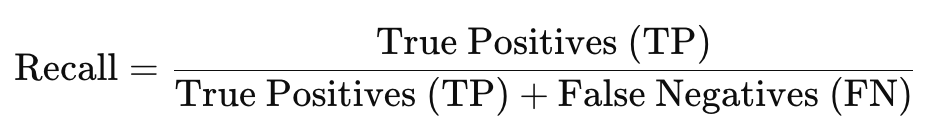 Recall = True Positives (TP)
True Positives (TP) + False Negatives (FN)